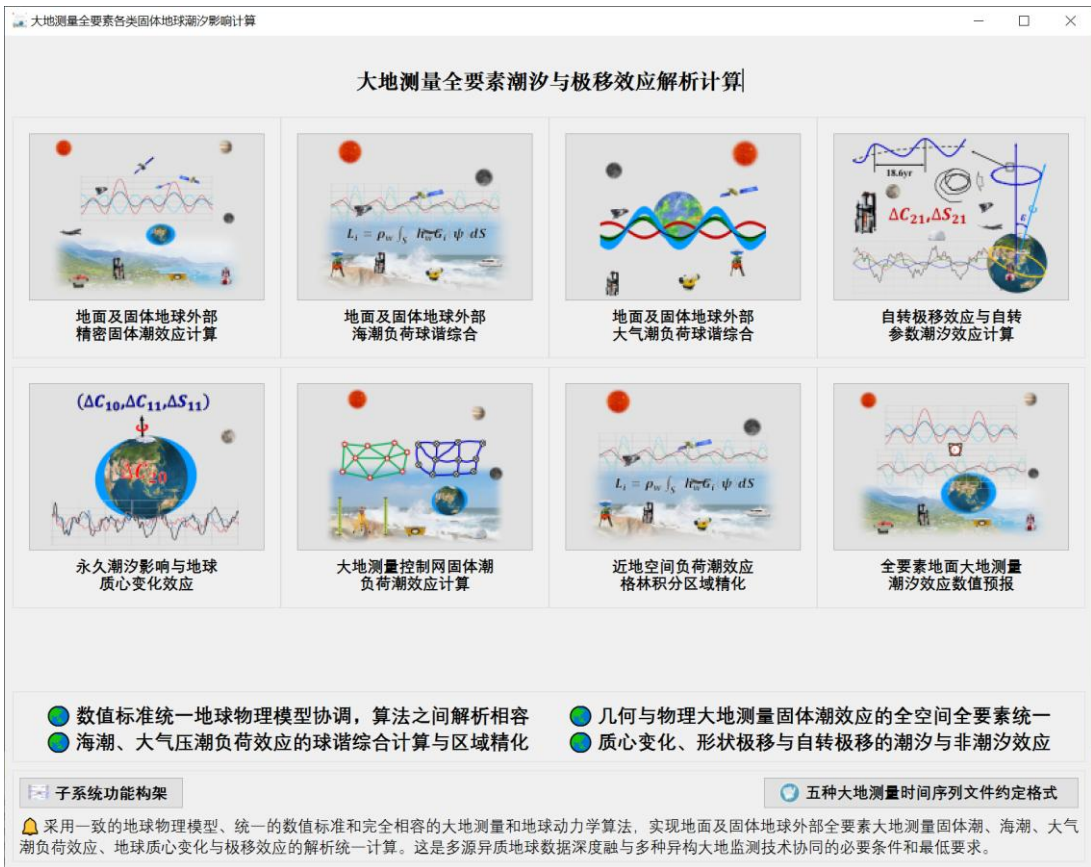 大地测量全要素各类固体地球潮汐影响计算
大地测量全要素潮汐与极移效应解析计算
地面及固体地球外部
精密固体潮效应计算
L_i = ρ_w ∫_S h_w G_i ψ dS
地面及固体地球外部
海潮负荷球谐综合
地面及固体地球外部
大气潮负荷球谐综合
18.6yr
ε
ΔC₂₁,ΔS₂₁
自转极移效应与自转
参数潮汐效应计算
(ΔC₁₀,ΔC₁₁,ΔS₁₁)
ΔC₂₀
永久潮汐影响与地球
质心变化效应
大地测量控制网固体潮
负荷潮效应计算
L_i = ρ_w ∫_S h_w G_i ψ dS
近地空间负荷潮效应
格林积分区域精化
全要素地面大地测量
潮汐效应数值预报
数值标准统一地球物理模型协调，算法之间解析相容
几何与物理大地测量固体潮效应的全空间全要素统一
海潮、大气压潮负荷效应的球谐综合计算与区域精化
质心变化、形状极移与自转极移的潮汐与非潮汐效应
子系统功能构架
五种大地测量时间序列文件约定格式
采用一致的地球物理模型、统一的数值标准和完全相容的大地测量和地球动力学算法，实现地面及固体地球外部全要素大地测量固体潮、海潮、大气
潮负荷效应、地球质心变化与极移效应的解析统一计算。这是多源异质地球数据深度融与多种异构大地监测技术协同的必要条件和最低要求。